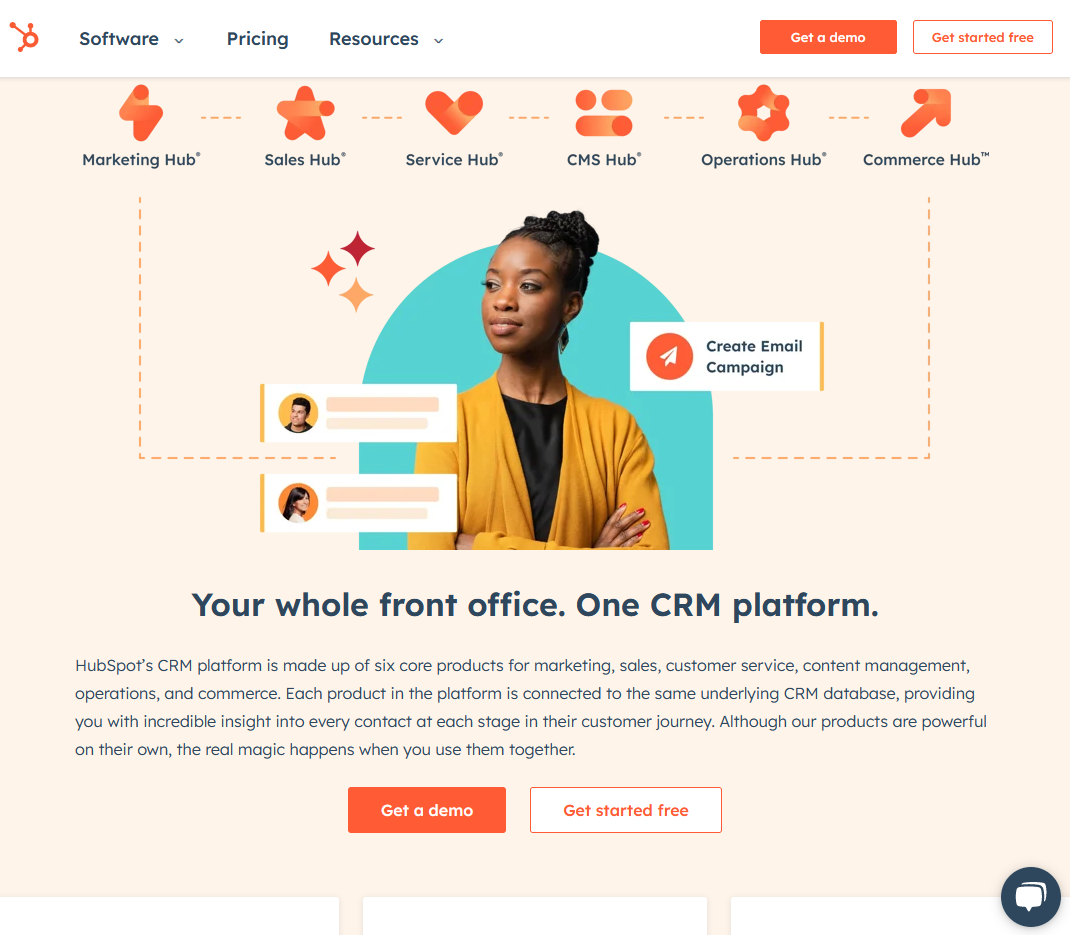 Software Pricing Resources Get a demo Get started free
Marketing Hub® Sales Hub® Service Hub® CMS Hub® Operations Hub® Commerce Hub™
Create Email
Campaign
Your whole front office. One CRM platform.
HubSpot’s CRM platform is made up of six core products for marketing, sales, customer service, content management,
operations, and commerce. Each product in the platform is connected to the same underlying CRM database, providing
you with incredible insight into every contact at each stage in their customer journey. Although our products are powerful
on their own, the real magic happens when you use them together.
Get a demo Get started free